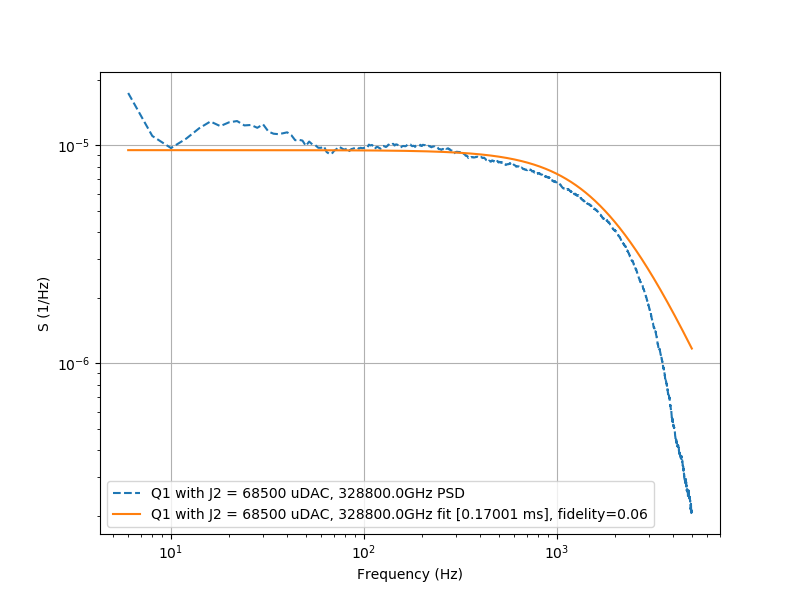 10⁻⁵
10⁻⁶
S (1/Hz)
Q1 with J2 = 68500 uDAC, 328800.0GHz PSD
Q1 with J2 = 68500 uDAC, 328800.0GHz fit [0.17001 ms], fidelity=0.06
10¹ 10² 10³
Frequency (Hz)